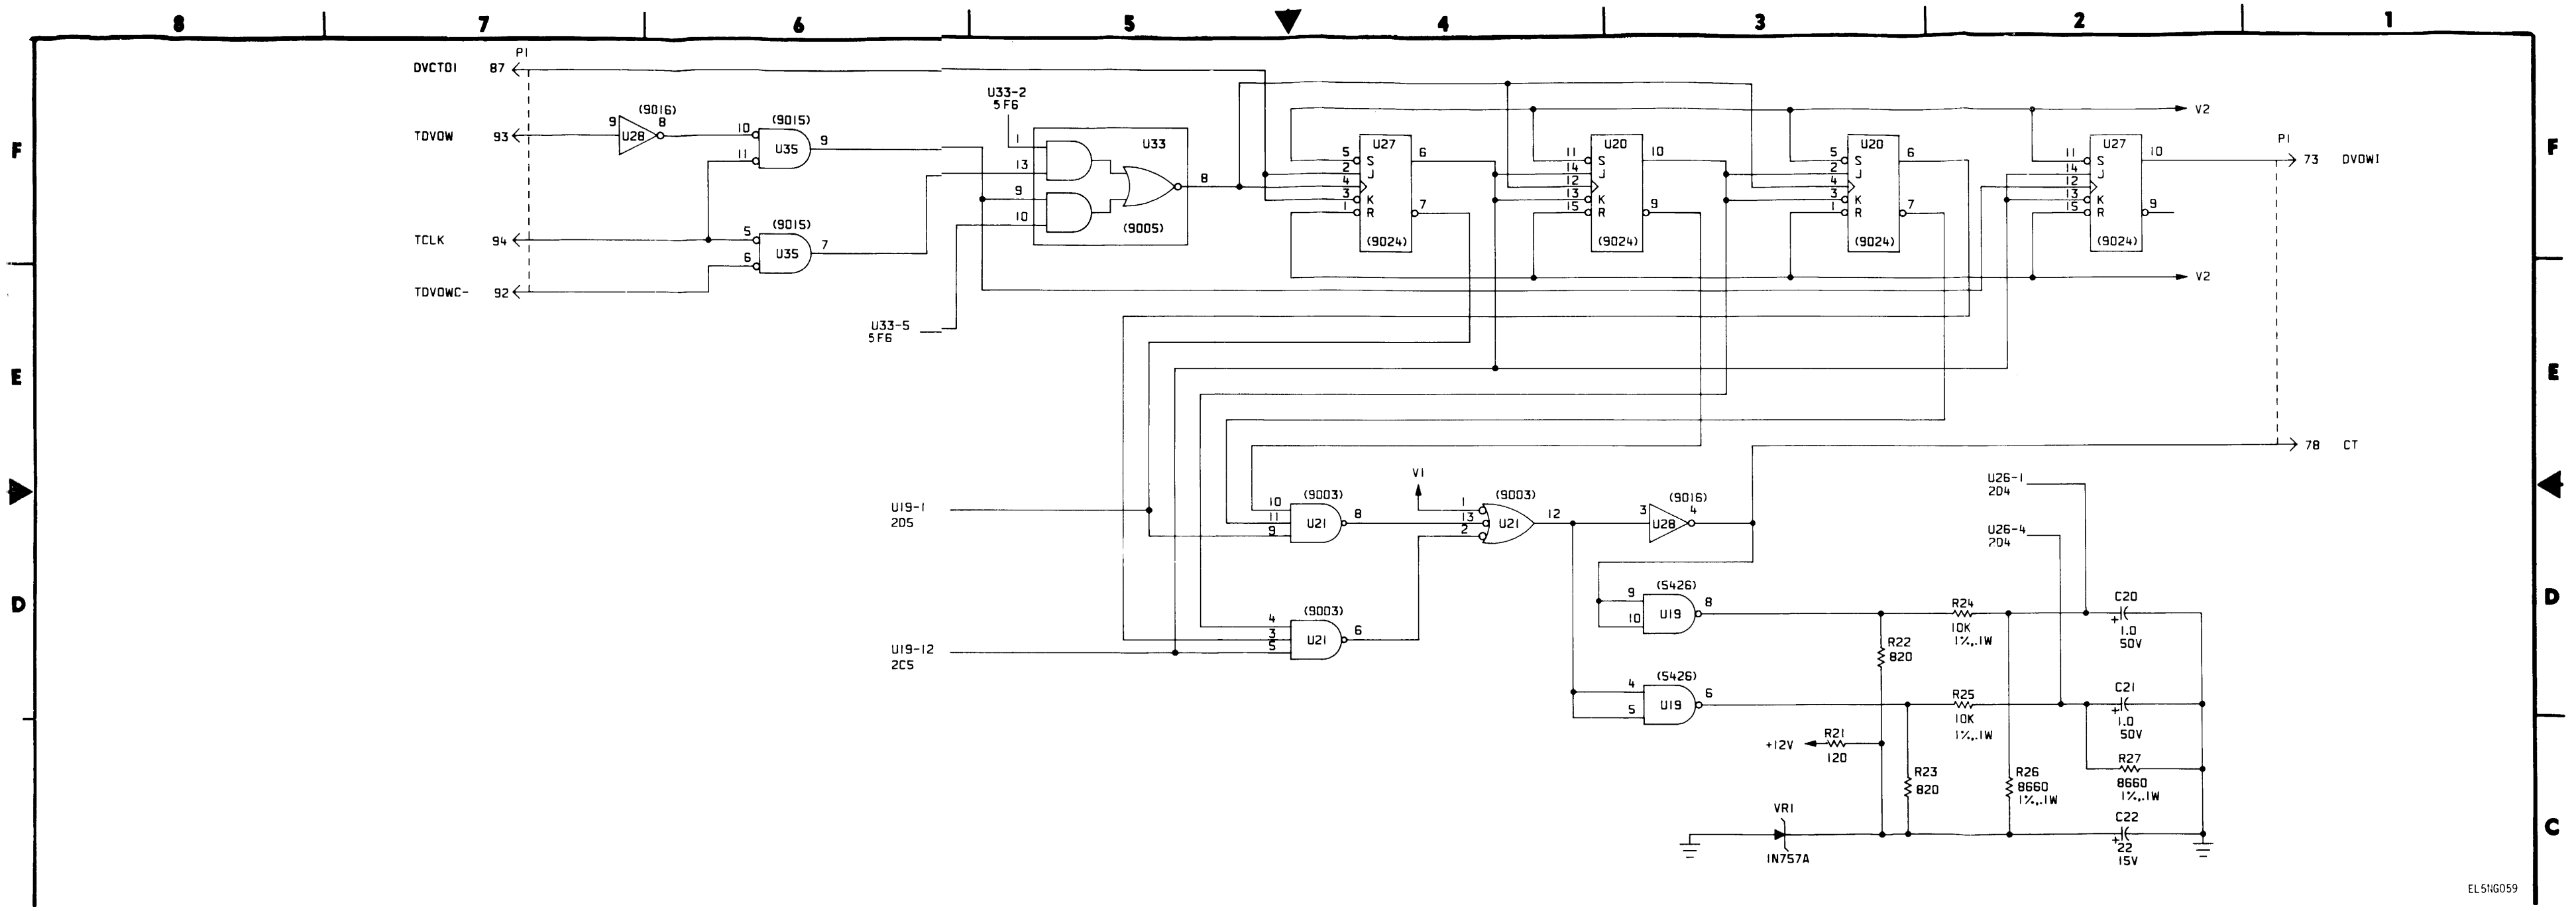 8 7 6 5 4 3 2 1
P1
DVCTDI 87
TDVOW 93
TCLK 94
TDVOWC- 92
(9016)
9 U28 8
(9015)
10
11 U35 9
(9015)
5
6 U35 7
U33-2
5F6
U33-5
5F6
1
13
9
10
U33
8
(9005)
U27
5 S 6
2 J
4
3 K
1 R 7
(9024)
U20
11 S 10
14 J
12
13 K
15 R 9
(9024)
U20
5 S 6
2 J
4
3 K
1 R 7
(9024)
U27
11 S 10
14 J
12
13 K
15 R 9
(9024)
V2
V2
P1
73 DVOWI
78 CT
F F
E E
D D
C
U19-1
2D5
U19-12
2C5
(9003)
10
11 U21 8
9
V1
(9003)
1
13 U21 12
2
(9016)
3 U28 4
(9003)
4
3 U21 6
5
(5426)
9
10 U19 8
(5426)
4
5 U19 6
U26-1
2D4
U26-4
2D4
R22
820
R24
10K
1%,.1W
C20
+
1.0
50V
R25
10K
1%,.1W
C21
+
1.0
50V
+12V
R21
120
R23
820
R26
8660
1%,.1W
R27
8660
1%,.1W
VR1
1N757A
C22
+
22
15V
EL5NG059